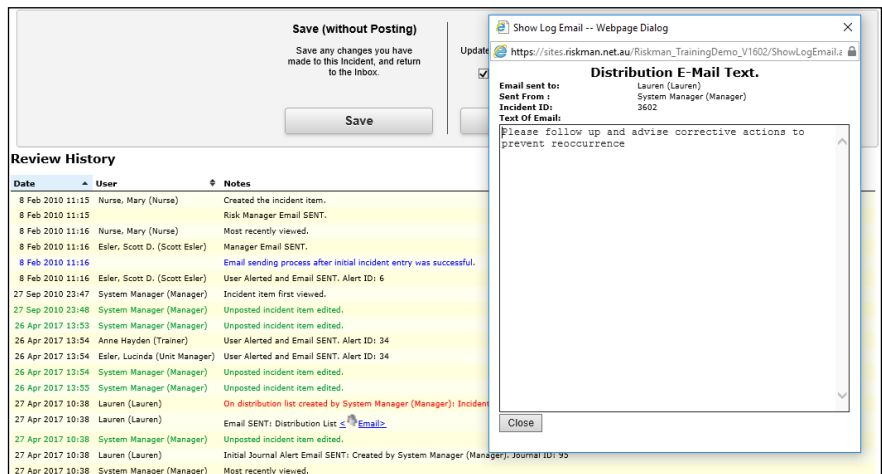 Save (without Posting)
Save any changes you have
made to this Incident, and return
to the Inbox.
Save
Update
Show Log Email -- Webpage Dialog
https://sites.riskman.net.au/Riskman_TrainingDemo_V1602/ShowLogEmail.a
Distribution E-Mail Text.
Email sent to: Lauren (Lauren)
Sent From : System Manager (Manager)
Incident ID: 3602
Text Of Email:
Please follow up and advise corrective actions to
prevent reoccurrence
Close
Review History
Date User Notes
8 Feb 2010 11:15 Nurse, Mary (Nurse) Created the incident item.
8 Feb 2010 11:15 Risk Manager Email SENT.
8 Feb 2010 11:16 Nurse, Mary (Nurse) Most recently viewed.
8 Feb 2010 11:16 Esler, Scott D. (Scott Esler) Manager Email SENT.
8 Feb 2010 11:16 Email sending process after initial incident entry was successful.
8 Feb 2010 11:16 Esler, Scott D. (Scott Esler) User Alerted and Email SENT. Alert ID: 6
27 Sep 2010 23:47 System Manager (Manager) Incident item first viewed.
27 Sep 2010 23:48 System Manager (Manager) Unposted incident item edited.
26 Apr 2017 13:53 System Manager (Manager) Unposted incident item edited.
26 Apr 2017 13:54 Anne Hayden (Trainer) User Alerted and Email SENT. Alert ID: 34
26 Apr 2017 13:54 Esler, Lucinda (Unit Manager) User Alerted and Email SENT. Alert ID: 34
26 Apr 2017 13:54 System Manager (Manager) Unposted incident item edited.
26 Apr 2017 13:55 System Manager (Manager) Unposted incident item edited.
27 Apr 2017 10:38 Lauren (Lauren) On distribution list created by System Manager (Manager): Incident
27 Apr 2017 10:38 Lauren (Lauren) Email SENT: Distribution List < Email>
27 Apr 2017 10:38 System Manager (Manager) Unposted incident item edited.
27 Apr 2017 10:38 Lauren (Lauren) Initial Journal Alert Email SENT: Created by System Manager (Manager). Journal ID: 95
27 Apr 2017 10:38 System Manager (Manager) Most recently viewed.